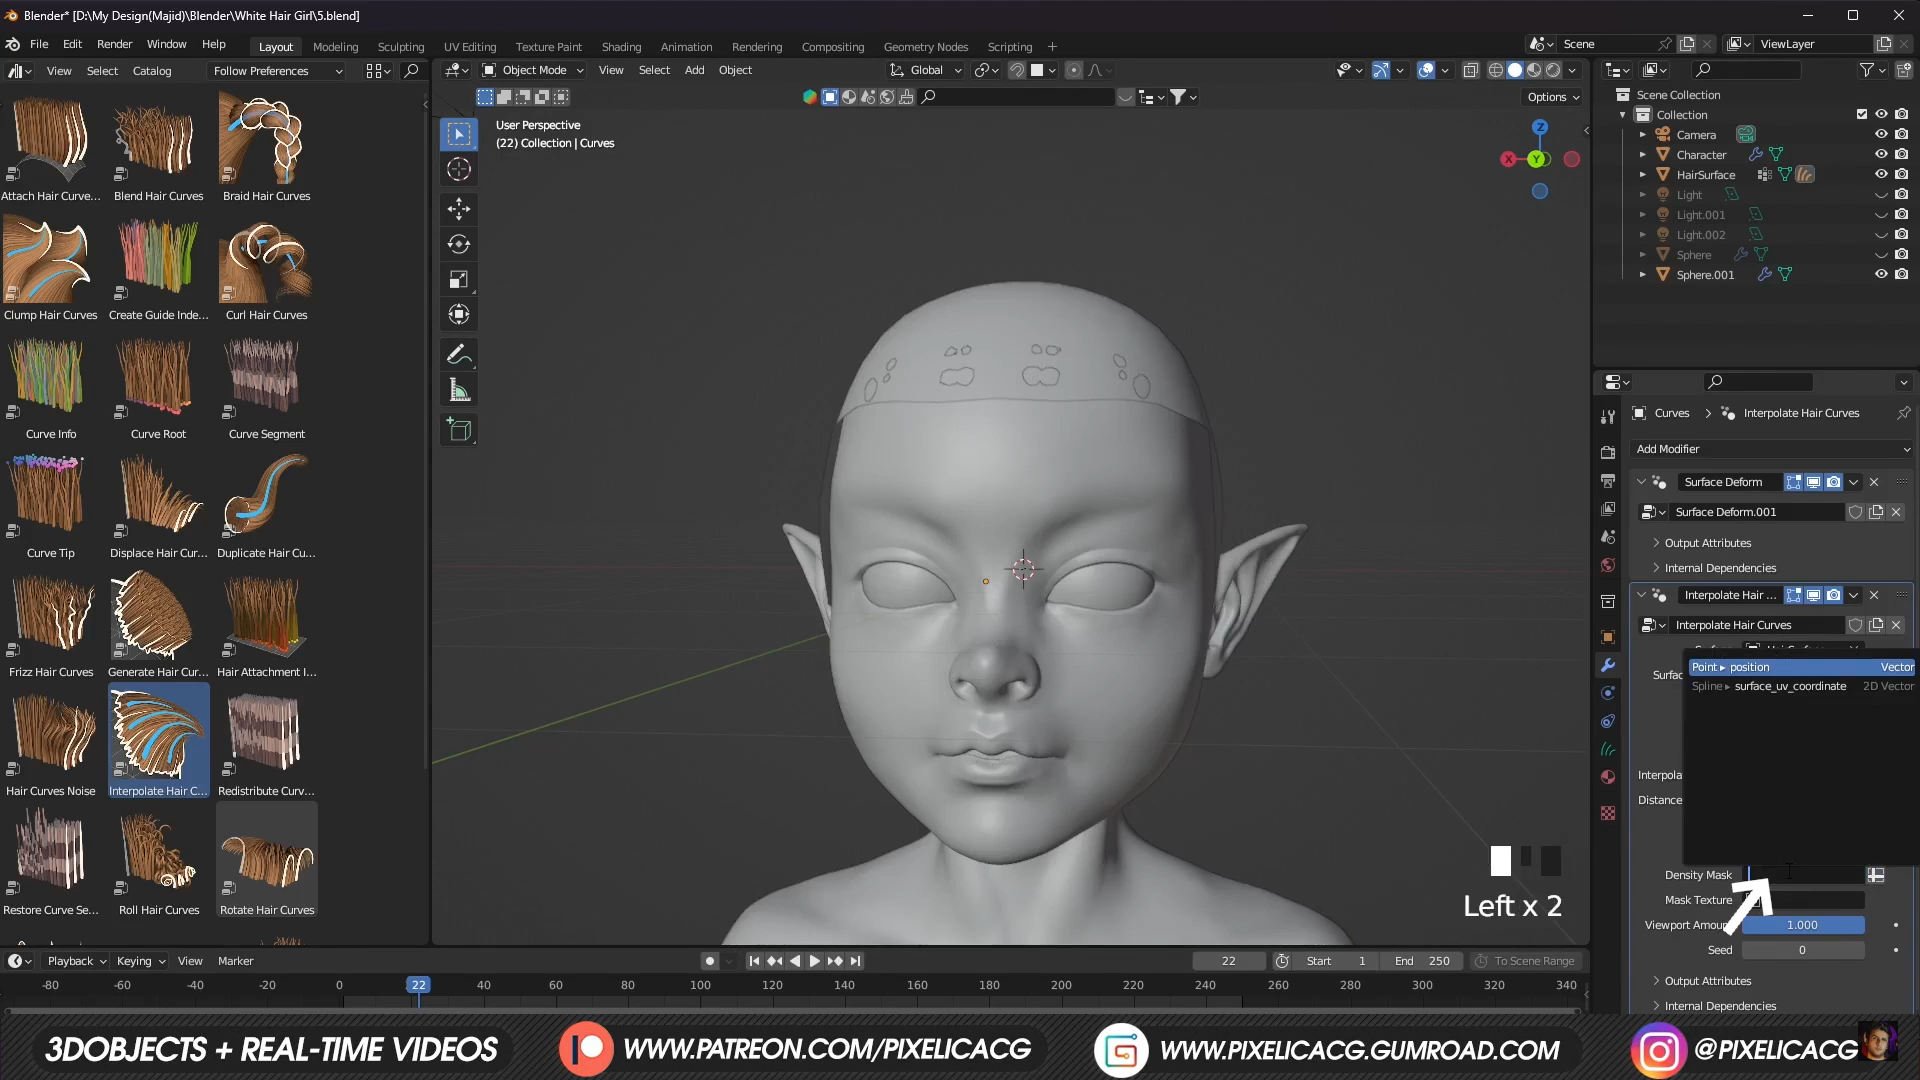 Blender* [D:\My Design(Majid)\Blender\White Hair Girl\5.blend]
File Edit Render Window Help Layout Modeling Sculpting UV Editing Texture Paint Shading Animation Rendering Compositing Geometry Nodes Scripting + Scene ViewLayer
View Select Catalog Follow Preferences
Object Mode View Select Add Object Global
Options
User Perspective
(22) Collection | Curves
Z
X Y
Attach Hair Curve... Blend Hair Curves Braid Hair Curves
Clump Hair Curves Create Guide Inde... Curl Hair Curves
Curve Info Curve Root Curve Segment
Curve Tip Displace Hair Cur... Duplicate Hair Cu...
Frizz Hair Curves Generate Hair Cur... Hair Attachment I...
Hair Curves Noise Interpolate Hair C... Redistribute Curv...
Restore Curve Se... Roll Hair Curves Rotate Hair Curves
Scene Collection
Collection
Camera
Character
HairSurface
Light
Light.001
Light.002
Sphere
Sphere.001
Curves > Interpolate Hair Curves
Add Modifier
Surface Deform
Surface Deform.001
Output Attributes
Internal Dependencies
Interpolate Hair ...
Interpolate Hair Curves
Surfac
Point ▸ position Vector
Spline ▸ surface_uv_coordinate 2D Vector
Interpola
Distance
Density Mask
Mask Texture
Viewport Amoun 1.000
Seed 0
Output Attributes
Internal Dependencies
Left x 2
Playback Keying View Marker 22 Start 1 End 250 To Scene Range
-80 -60 -40 -20 0 22 40 60 80 100 120 140 160 180 200 220 240 260 280 300 320 340
3DOBJECTS + REAL-TIME VIDEOS WWW.PATREON.COM/PIXELICACG WWW.PIXELICACG.GUMROAD.COM @PIXELICACG